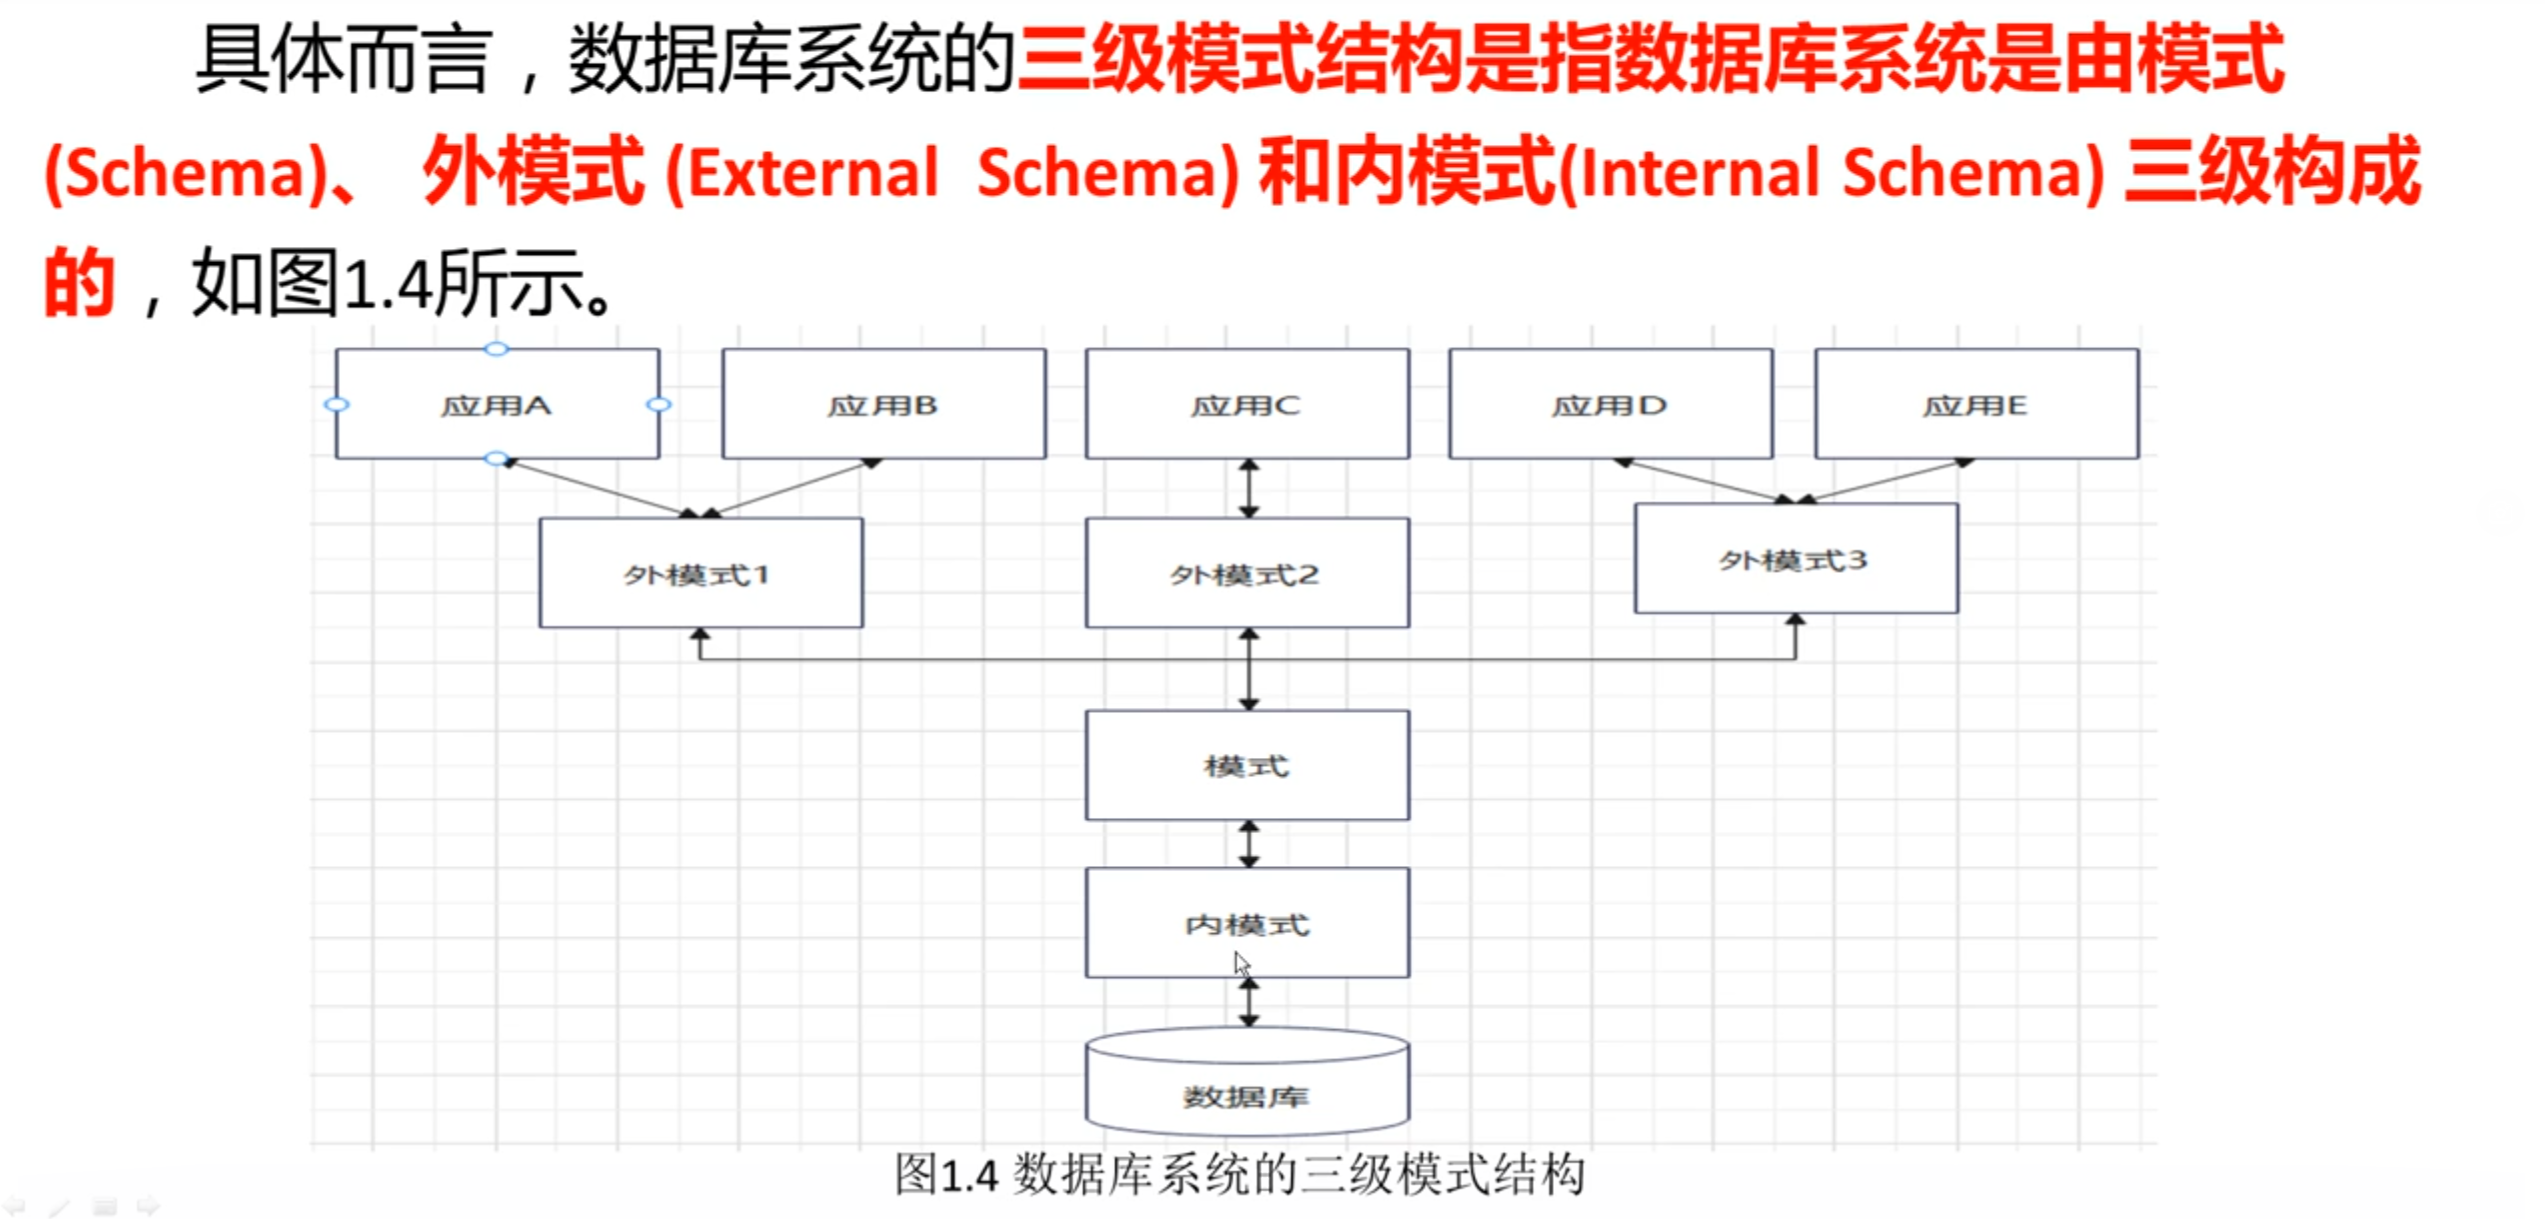 具体而言，数据库系统的三级模式结构是指数据库系统是由模式
(Schema)、 外模式 (External Schema) 和内模式(Internal Schema) 三级构成
的，如图1.4所示。
应用A
应用B
应用C
应用D
应用E
外模式1
外模式2
外模式3
模式
内模式
数据库
图1.4 数据库系统的三级模式结构